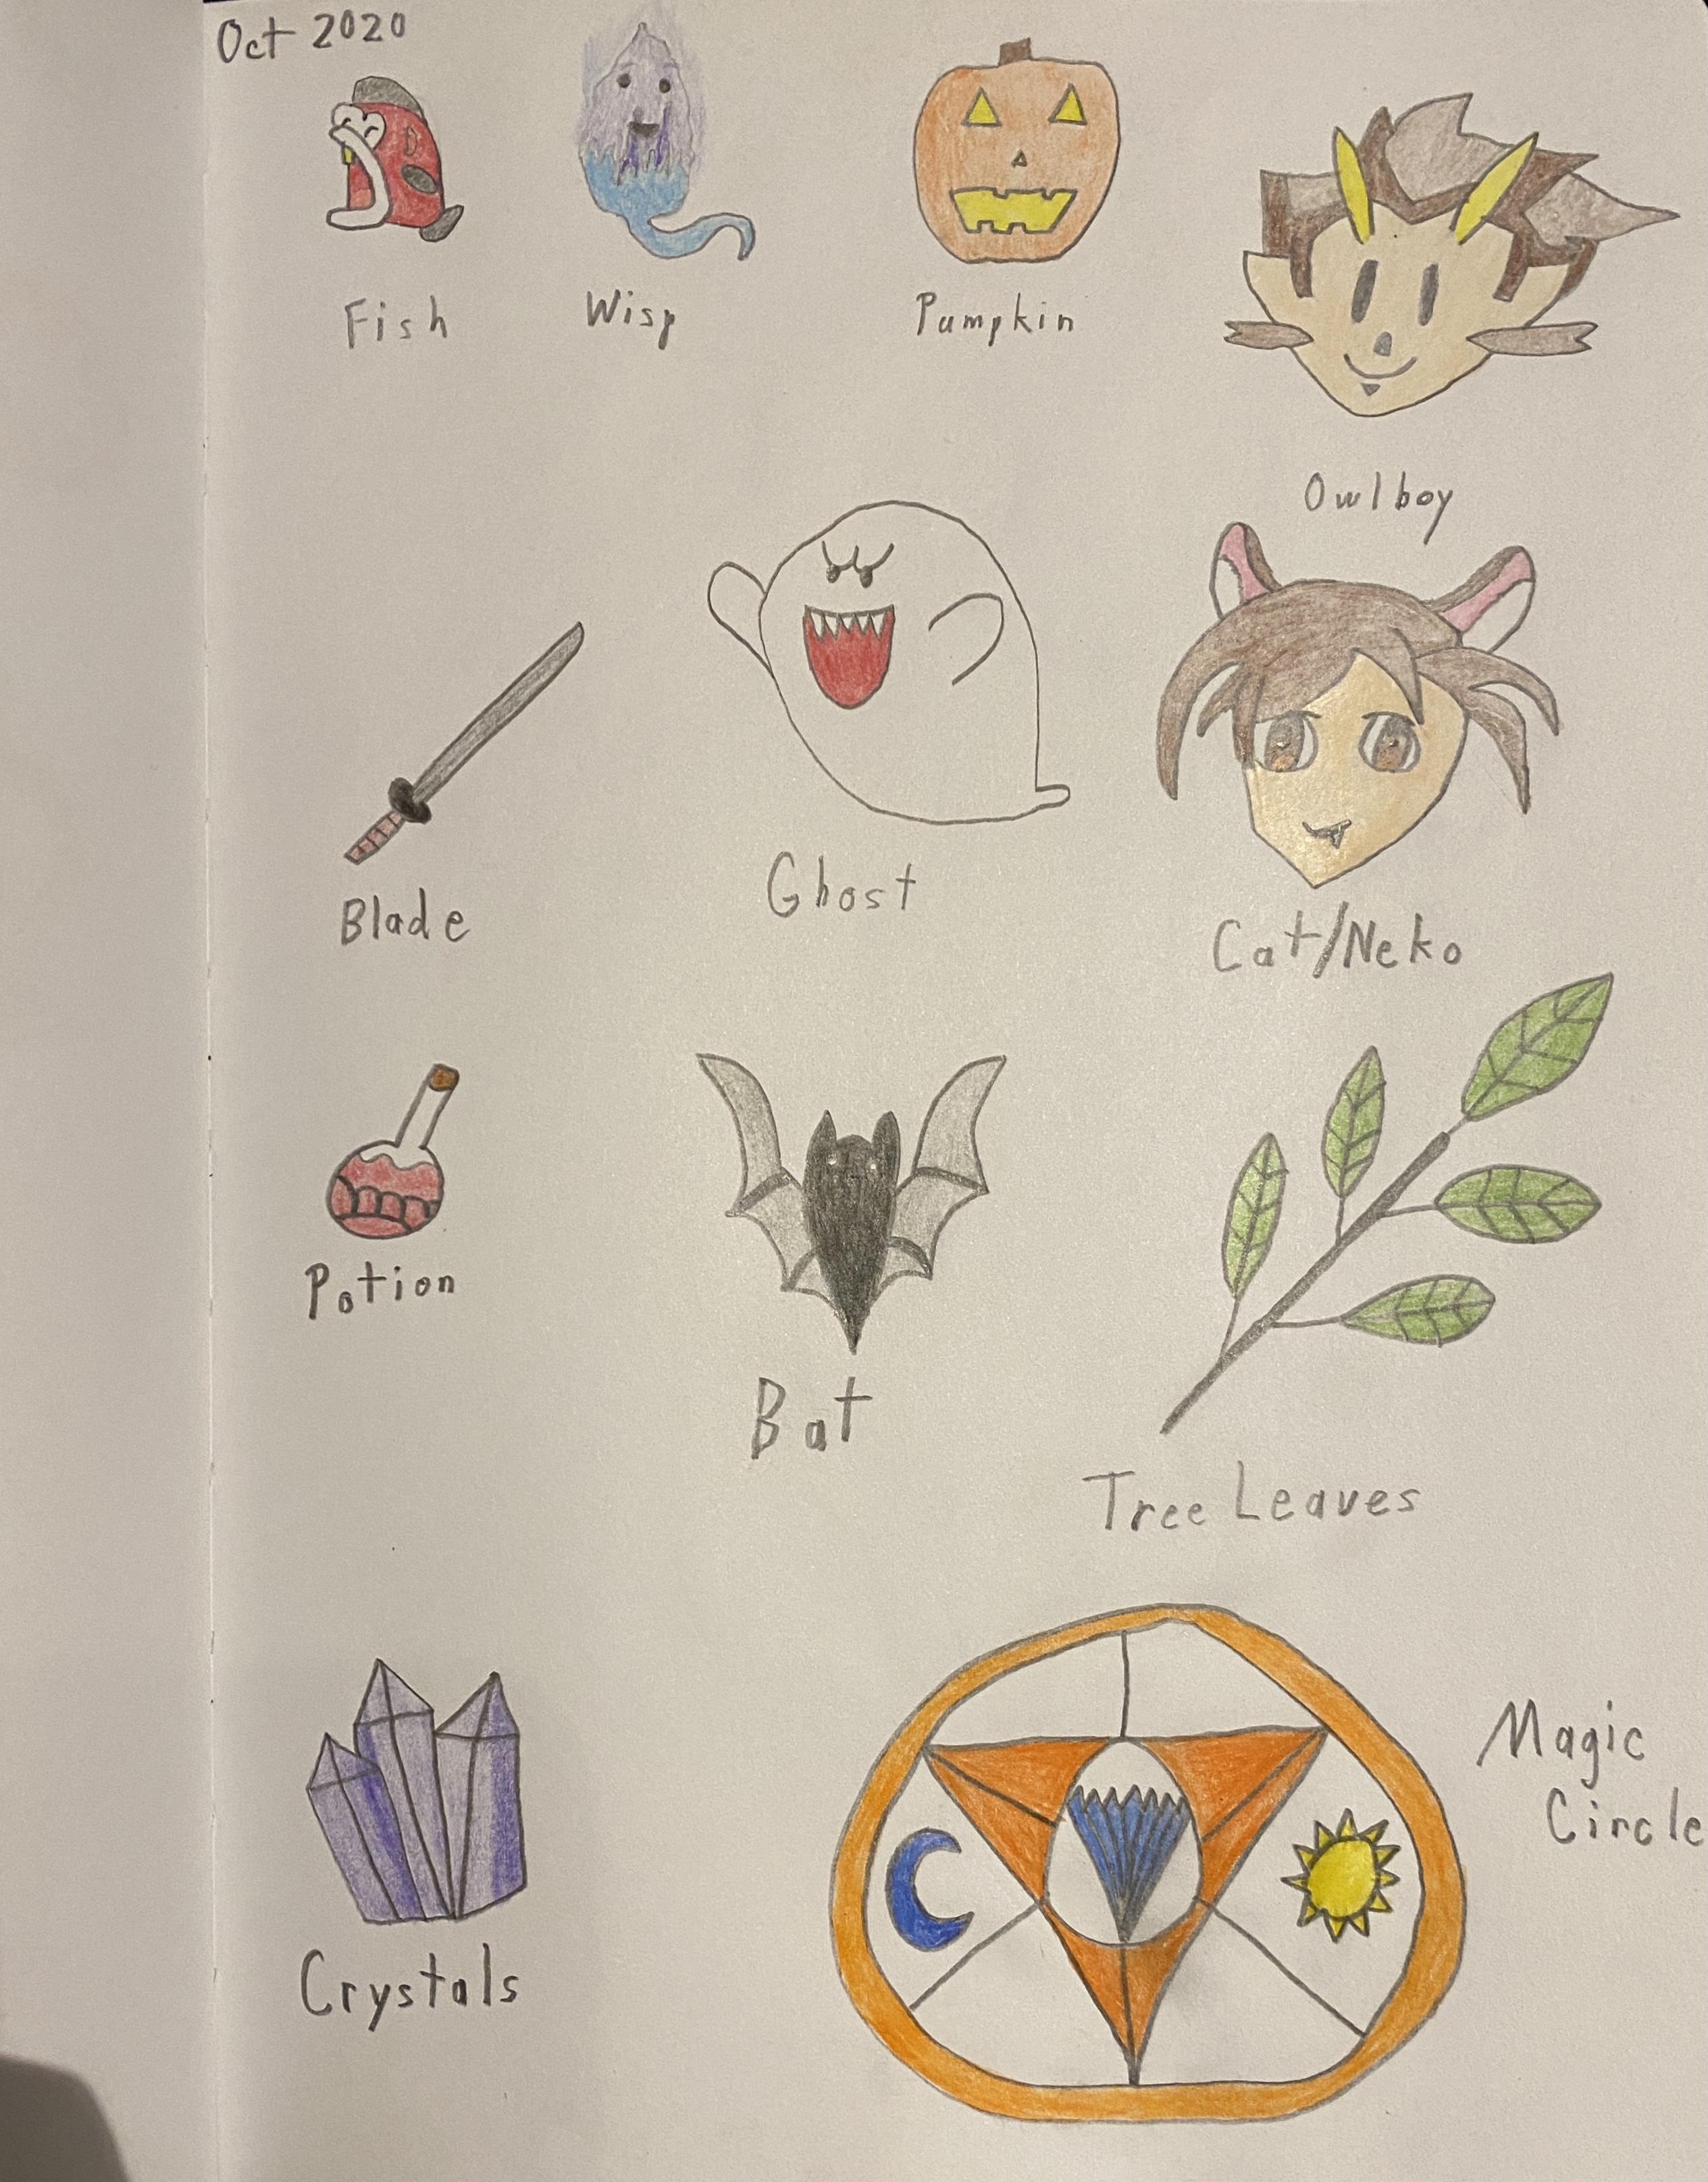 Oct 2020
Fish
Wisp
Pumpkin
Owlboy
Blade
Ghost
Cat/Neko
Potion
Bat
Tree Leaves
Crystals
Magic
Circle